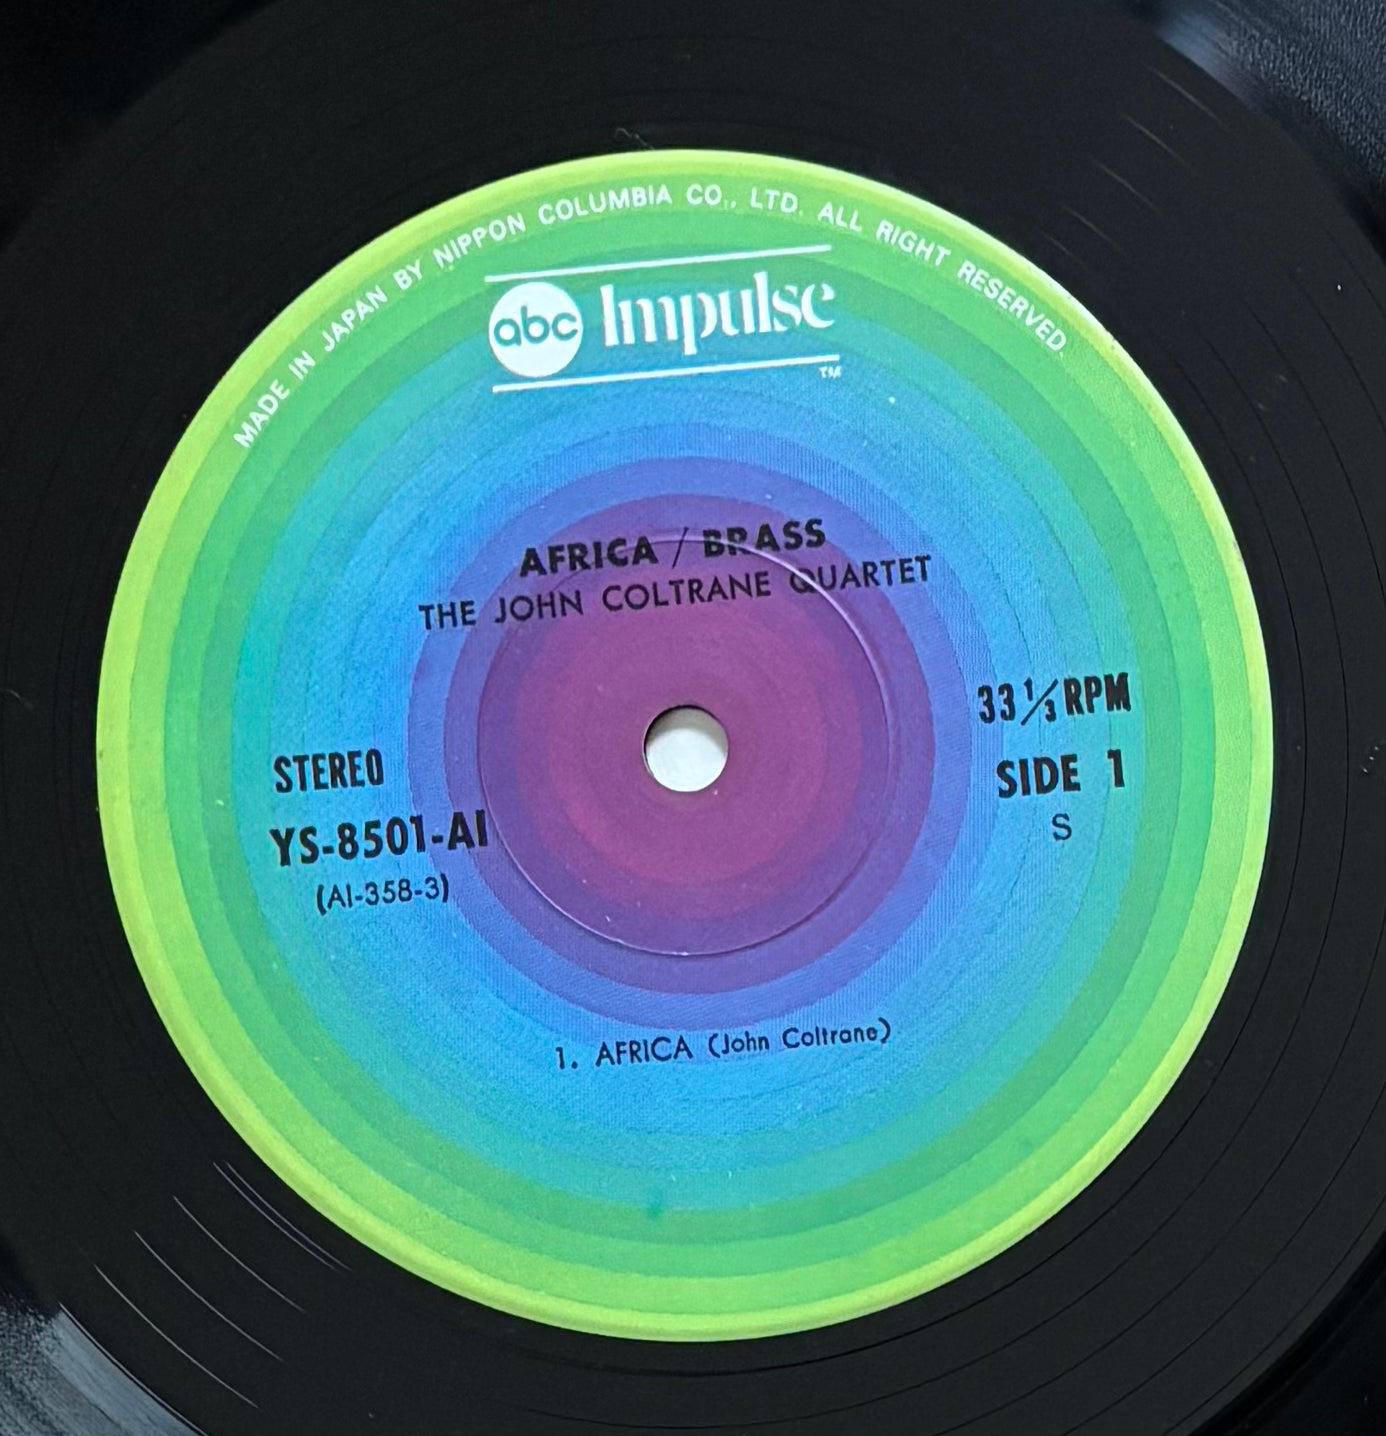 MADE IN JAPAN BY NIPPON COLUMBIA CO., LTD. ALL RIGHT RESERVED.
abc Impulse
TM
AFRICA / BRASS
THE JOHN COLTRANE QUARTET
33 1/3 RPM
STEREO
SIDE 1
YS-8501-AI
S
(AI-358-3)
1. AFRICA (John Coltrane)